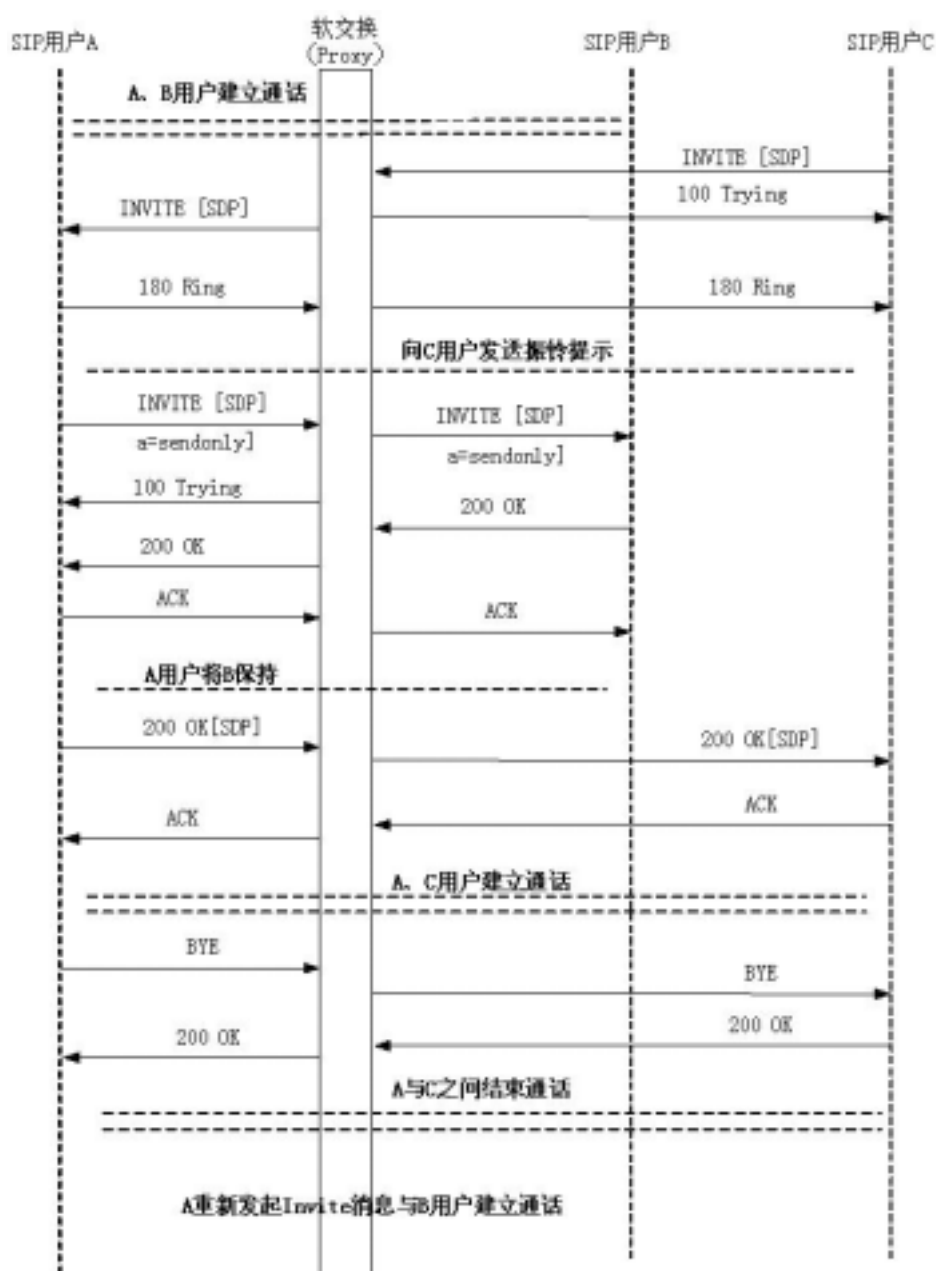 SIP用户A
软交换
(Proxy)
SIP用户B
SIP用户C
A、B用户建立通话
INVITE [SDP]
100 Trying
INVITE [SDP]
180 Ring
180 Ring
向C用户发送振铃提示
INVITE [SDP]
a=sendonly]
INVITE [SDP]
a=sendonly]
100 Trying
200 OK
200 OK
ACK
ACK
A用户将B保持
200 OK[SDP]
200 OK[SDP]
ACK
ACK
A、C用户建立通话
BYE
BYE
200 OK
200 OK
A与C之间结束通话
A重新发起Invite消息与B用户建立通话